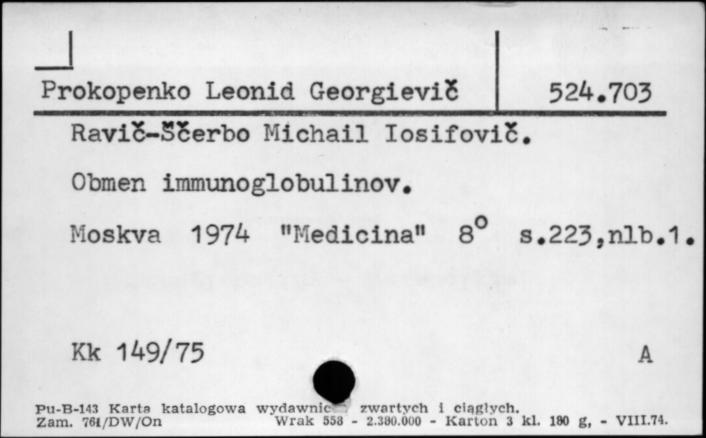 Prokopenko Leonid Georgievič 524.703
Ravič-Ščerbo Michail Iosifovič.
Obmen immunoglobulinov.
Moskva 1974 "Medicina" 8° s.223,nlb.1.
Kk 149/75 A
Pu-B-143 Karta katalogowa wydawnic zwartych i ciągłych.
Zam. 761/DW/On Wrak 558 - 2.380.000 - Karton 3 kl. 180 g, - VIII.74.